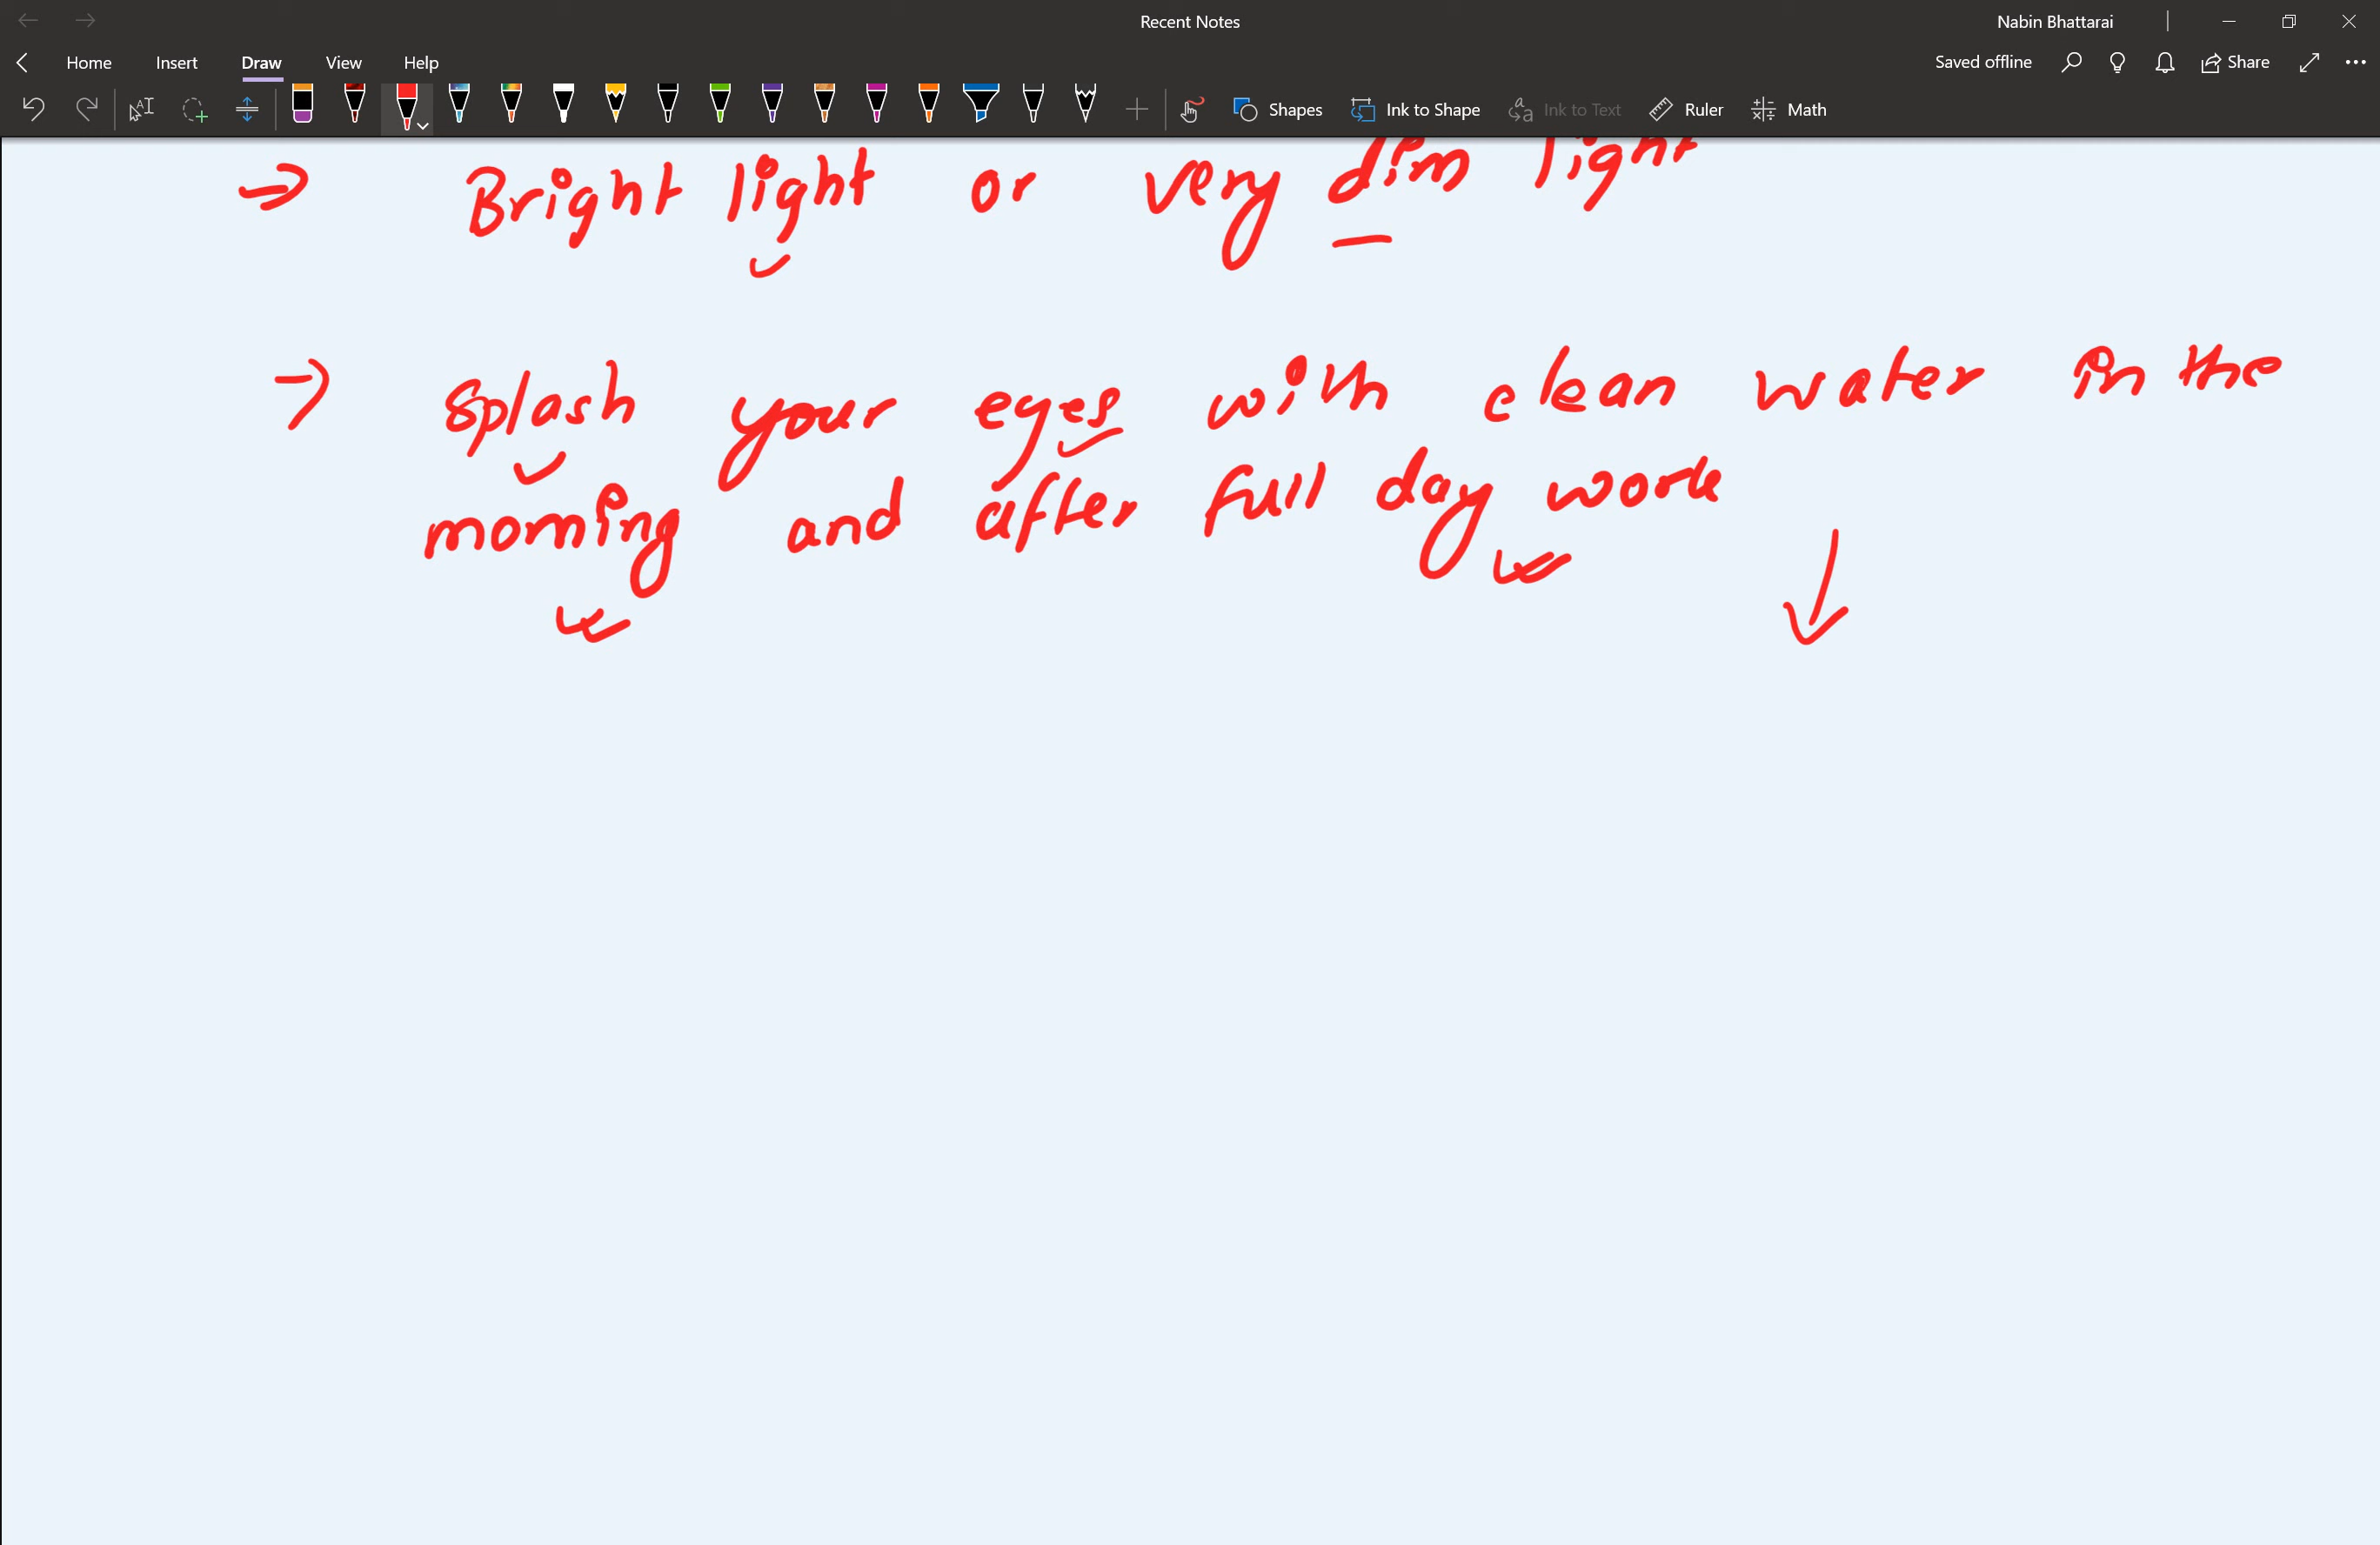 Recent Notes
Nabin Bhattarai
Home Insert Draw View Help
Saved offline
Share
Shapes Ink to Shape Ink to Text Ruler Math
⇒ Bright light or very dim light
→ splash your eyes with clean water in the
morning and after full day work